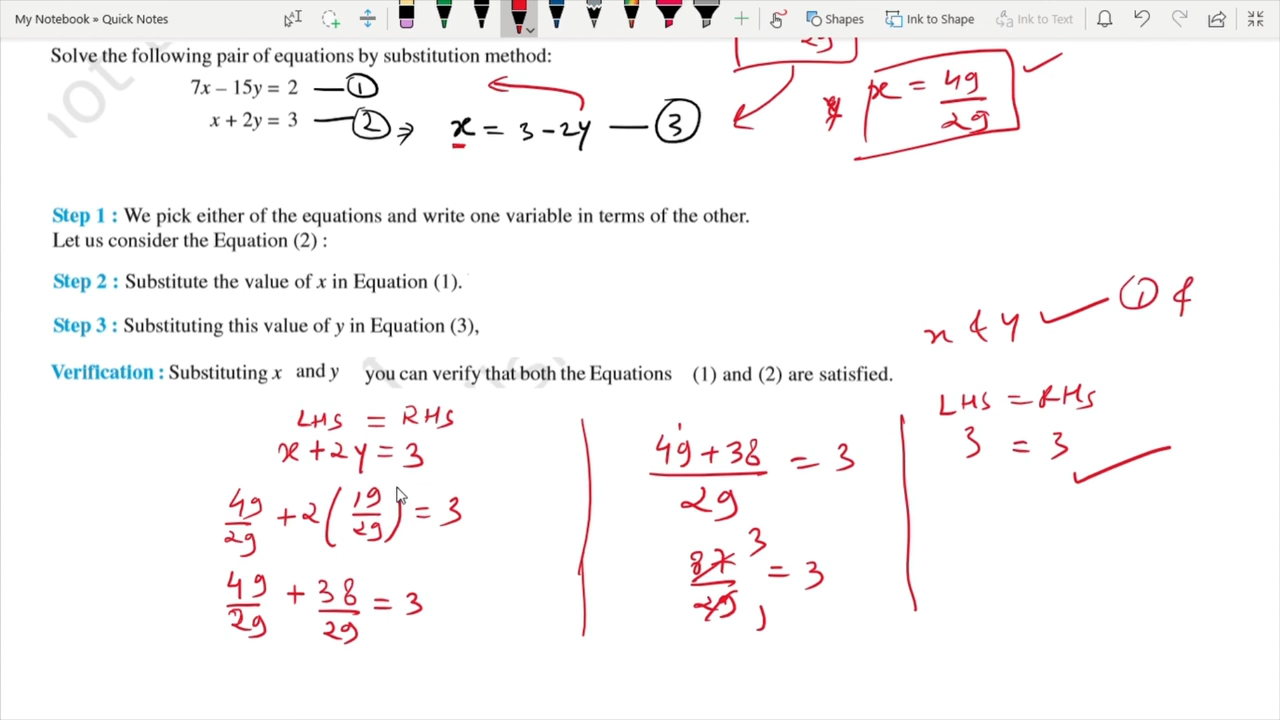 My Notebook » Quick Notes
Shapes
Ink to Shape
Ink to Text
Solve the following pair of equations by substitution method:
7x – 15y = 2 — ①
x + 2y = 3 — ② ⇒ x = 3 - 2y — ③
29
x = 49/29
Step 1 : We pick either of the equations and write one variable in terms of the other.
Let us consider the Equation (2) :
Step 2 : Substitute the value of x in Equation (1).
Step 3 : Substituting this value of y in Equation (3),
x & y ① &
Verification : Substituting x and y you can verify that both the Equations (1) and (2) are satisfied.
LHS = RHS
x + 2y = 3
49/29 + 2(19/29) = 3
49/29 + 38/29 = 3
49 + 38/29 = 3
87/29 3 1 = 3
LHS = RHS
3 = 3